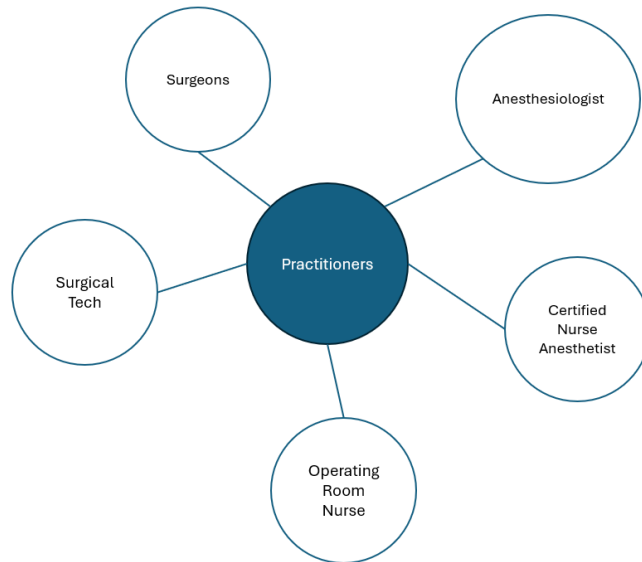 Surgeons
Anesthesiologist
Practitioners
Surgical
Tech
Certified
Nurse
Anesthetist
Operating
Room
Nurse